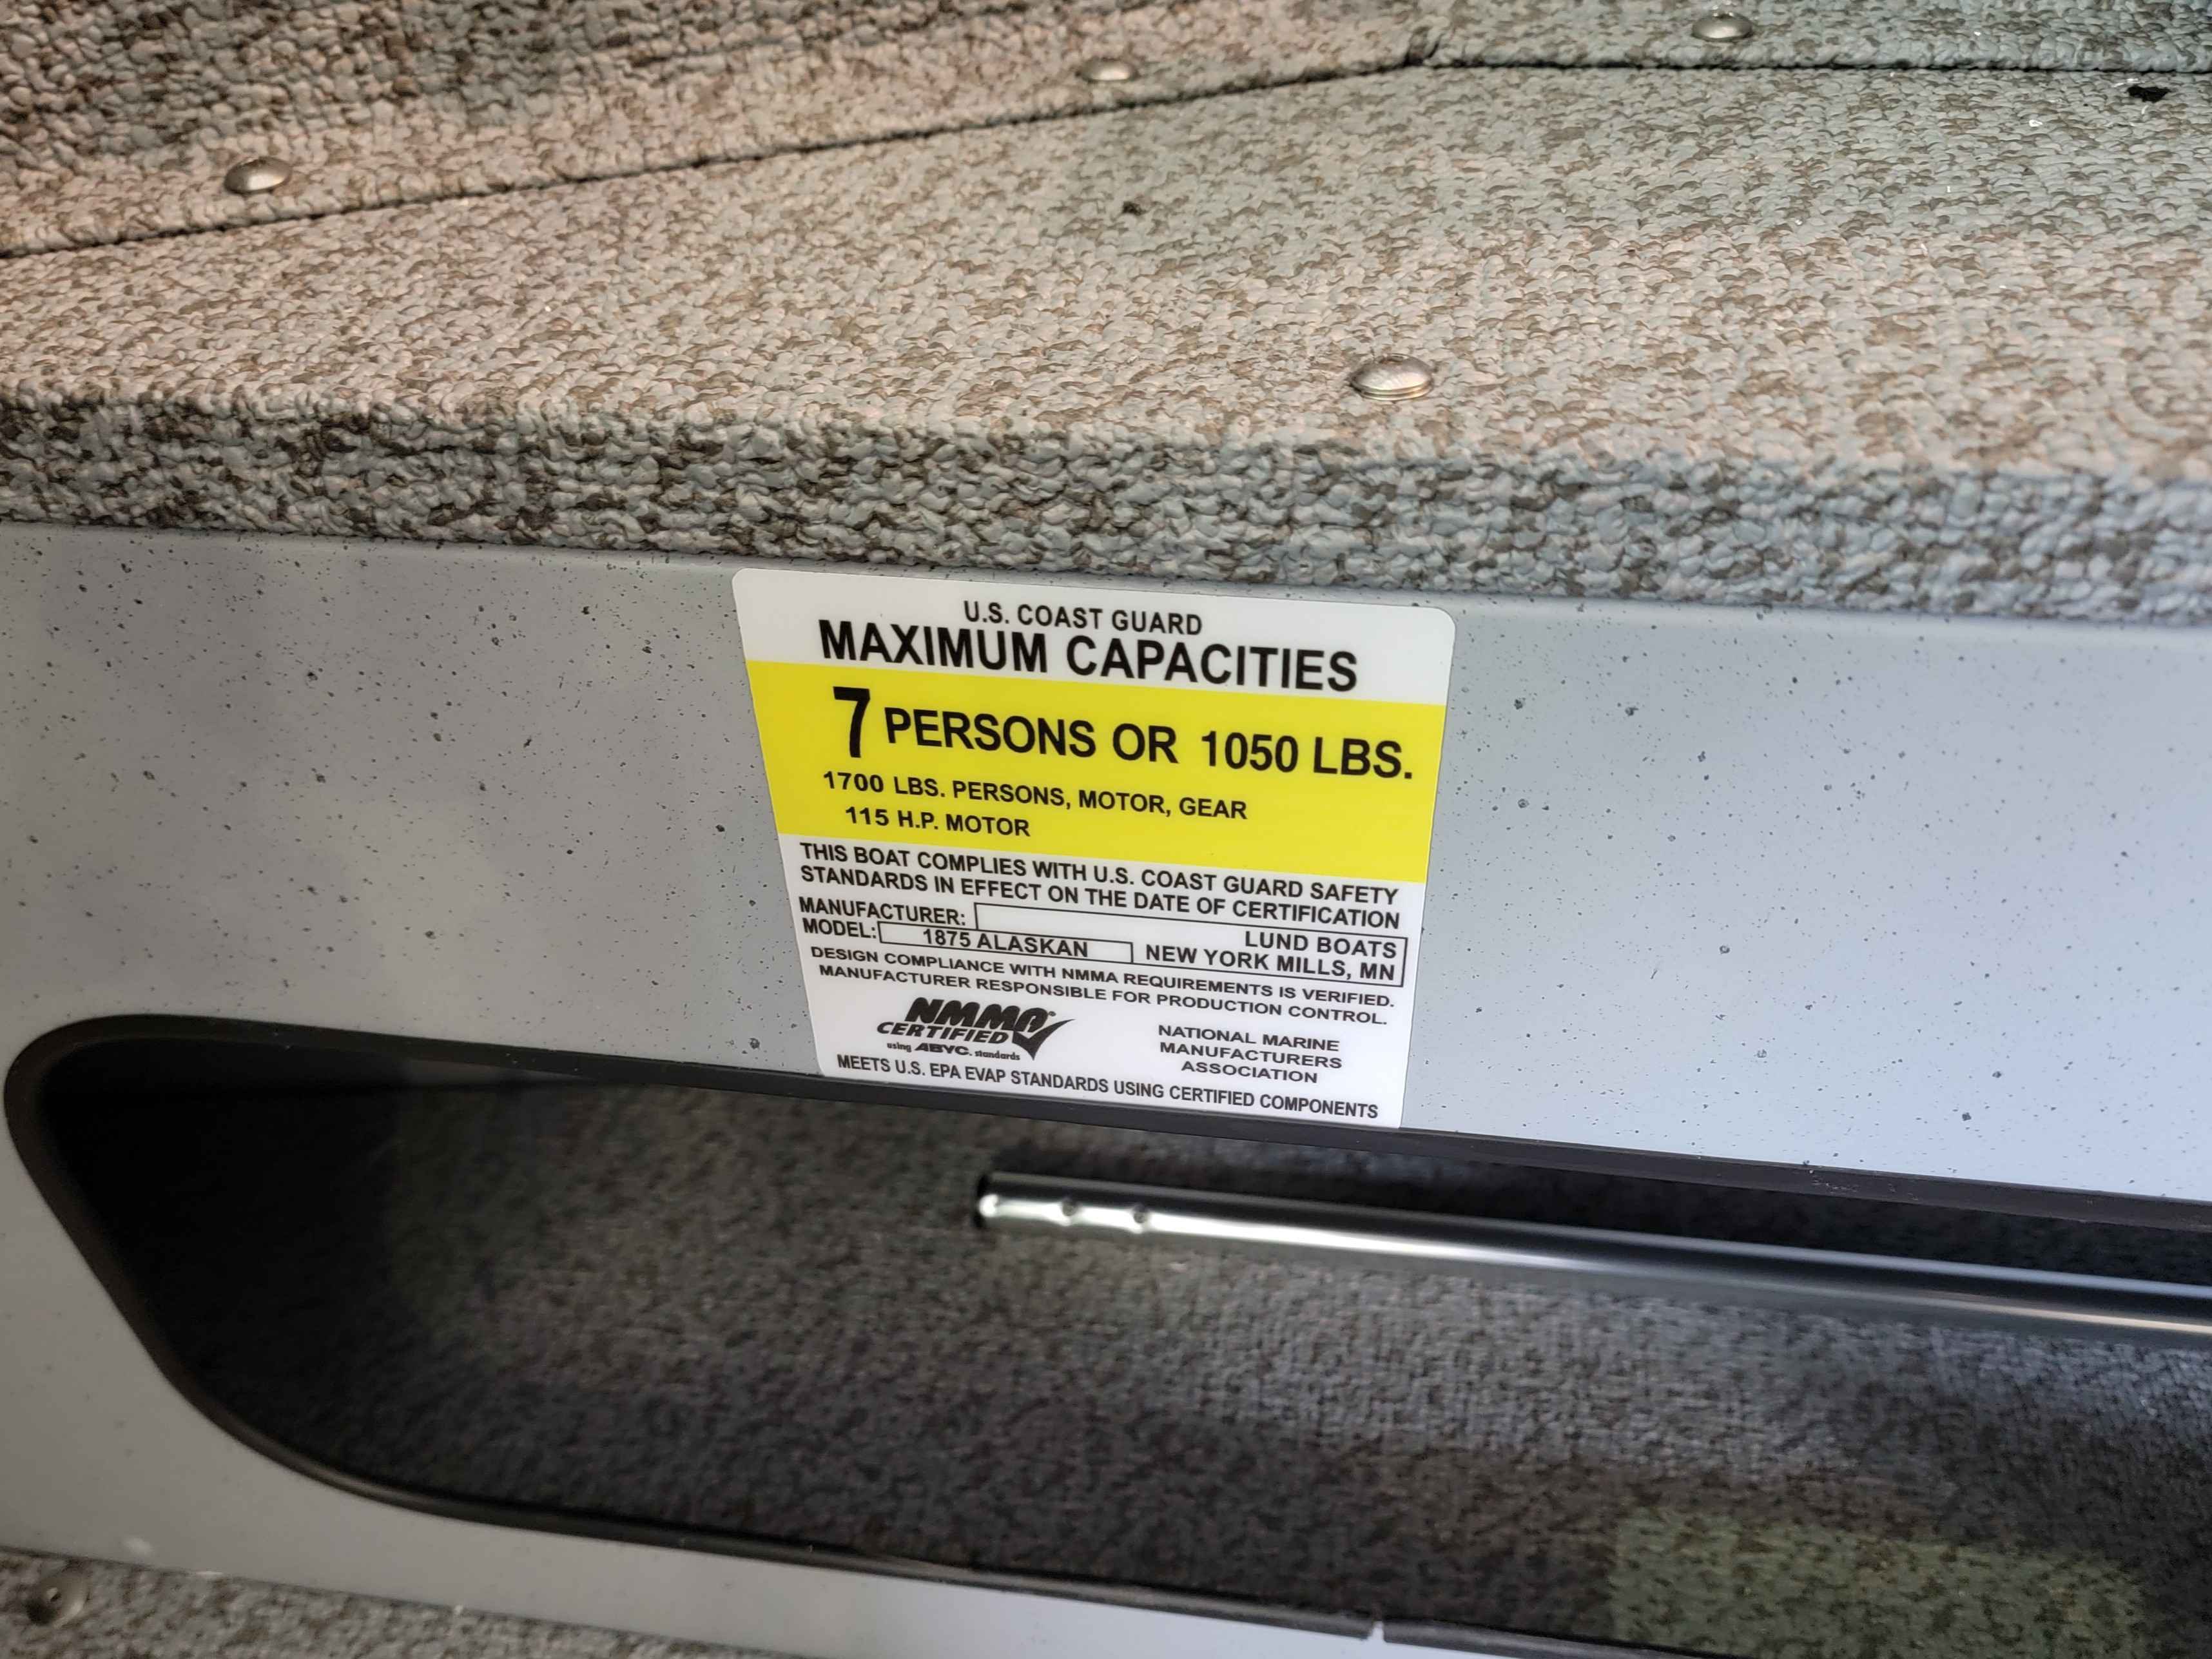 U.S. COAST GUARD
MAXIMUM CAPACITIES
7 PERSONS OR 1050 LBS.
1700 LBS. PERSONS, MOTOR, GEAR
115 H.P. MOTOR
THIS BOAT COMPLIES WITH U.S. COAST GUARD SAFETY
STANDARDS IN EFFECT ON THE DATE OF CERTIFICATION
MANUFACTURER: LUND BOATS
MODEL: 1875 ALASKAN NEW YORK MILLS, MN
DESIGN COMPLIANCE WITH NMMA REQUIREMENTS IS VERIFIED.
MANUFACTURER RESPONSIBLE FOR PRODUCTION CONTROL.
NMMA®
CERTIFIED
using ABYC. standards
NATIONAL MARINE
MANUFACTURERS
ASSOCIATION
MEETS U.S. EPA EVAP STANDARDS USING CERTIFIED COMPONENTS